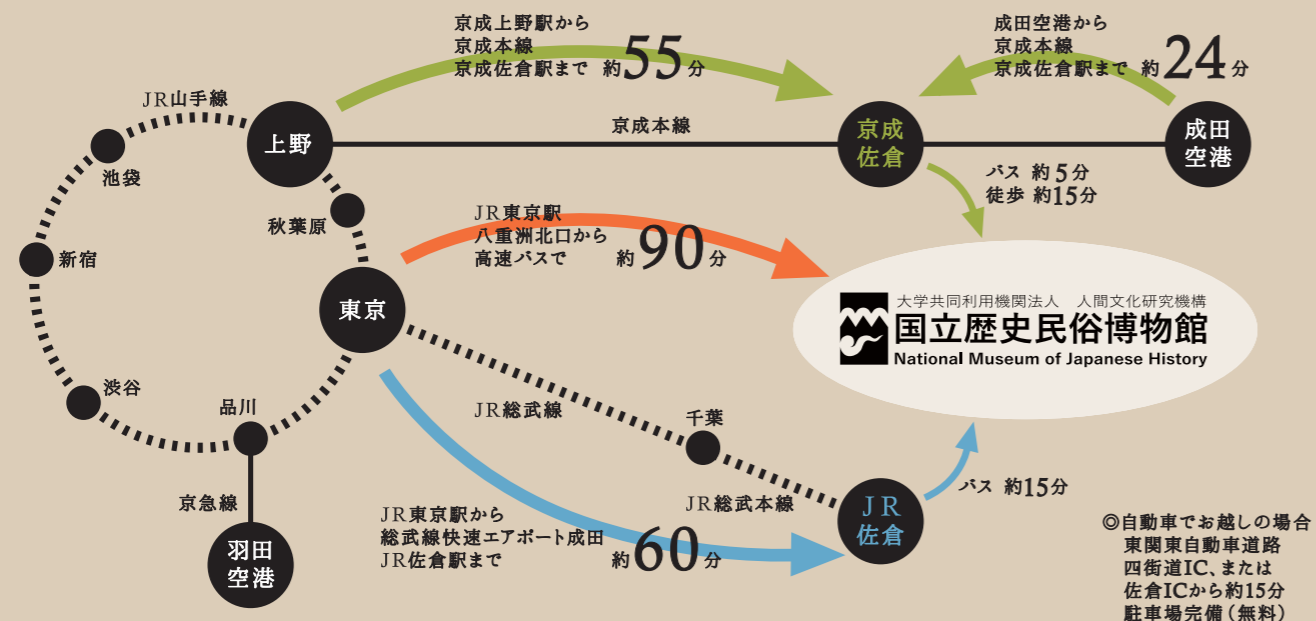 京成上野駅から
京成本線
京成佐倉駅まで 約55分
成田空港から
京成本線
京成佐倉駅まで 約24分
JR山手線
上野
京成本線
京成
佐倉
成田
空港
池袋
秋葉原
バス 約5分
徒歩 約15分
新宿
JR東京駅
八重洲北口から
高速バスで 約90分
東京
大学共同利用機関法人 人間文化研究機構
国立歴史民俗博物館
National Museum of Japanese History
渋谷
品川
JR総武線
千葉
京急線
JR総武本線
JR
佐倉
バス 約15分
羽田
空港
JR東京駅から
総武線快速エアポート成田
JR佐倉駅まで 約60分
◎自動車でお越しの場合
東関東自動車道路
四街道IC、または
佐倉ICから約15分
駐車場完備(無料)